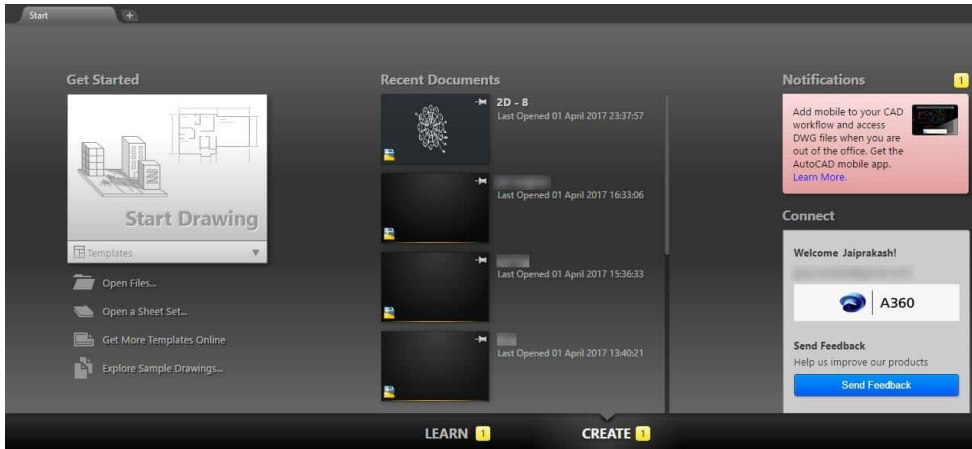 Start
Get Started
Start Drawing
Templates
Open Files...
Open a Sheet Set...
Get More Templates Online
Explore Sample Drawings...
Recent Documents
2D - 8
Last Opened 01 April 2017 23:37:57
Last Opened 01 April 2017 16:33:06
Last Opened 01 April 2017 15:36:33
Last Opened 01 April 2017 13:40:21
Notifications 1
Add mobile to your CAD
workflow and access
DWG files when you are
out of the office. Get the
AutoCAD mobile app.
Learn More.
Connect
Welcome Jaiprakash!
A360
Send Feedback
Help us improve our products
Send Feedback
LEARN 1
CREATE 1